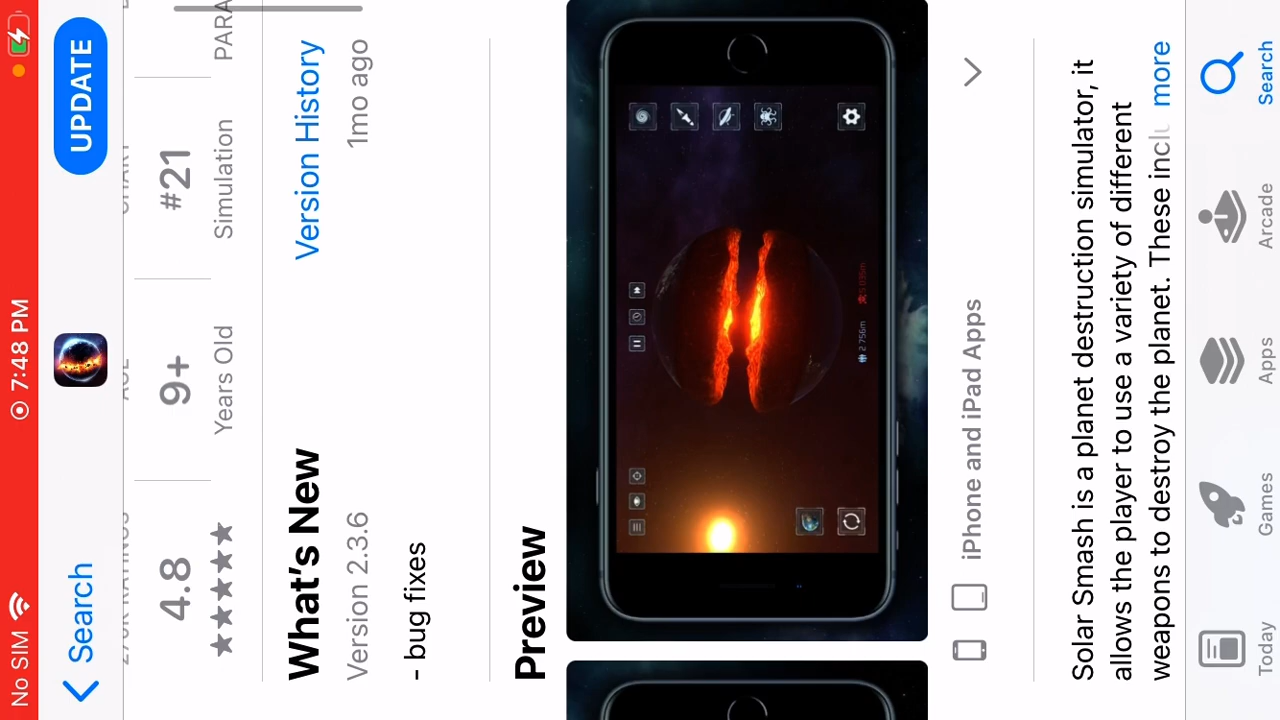 No SIM 7:48 PM
Search
UPDATE
4.8
9+
Years Old
#21
Simulation
What's New
Version History
Version 2.3.6
1mo ago
- bug fixes
Preview
2.756m
iPhone and iPad Apps
Solar Smash is a planet destruction simulator, it
allows the player to use a variety of different
weapons to destroy the planet. These inclu more
Today
Games
Apps
Arcade
Search